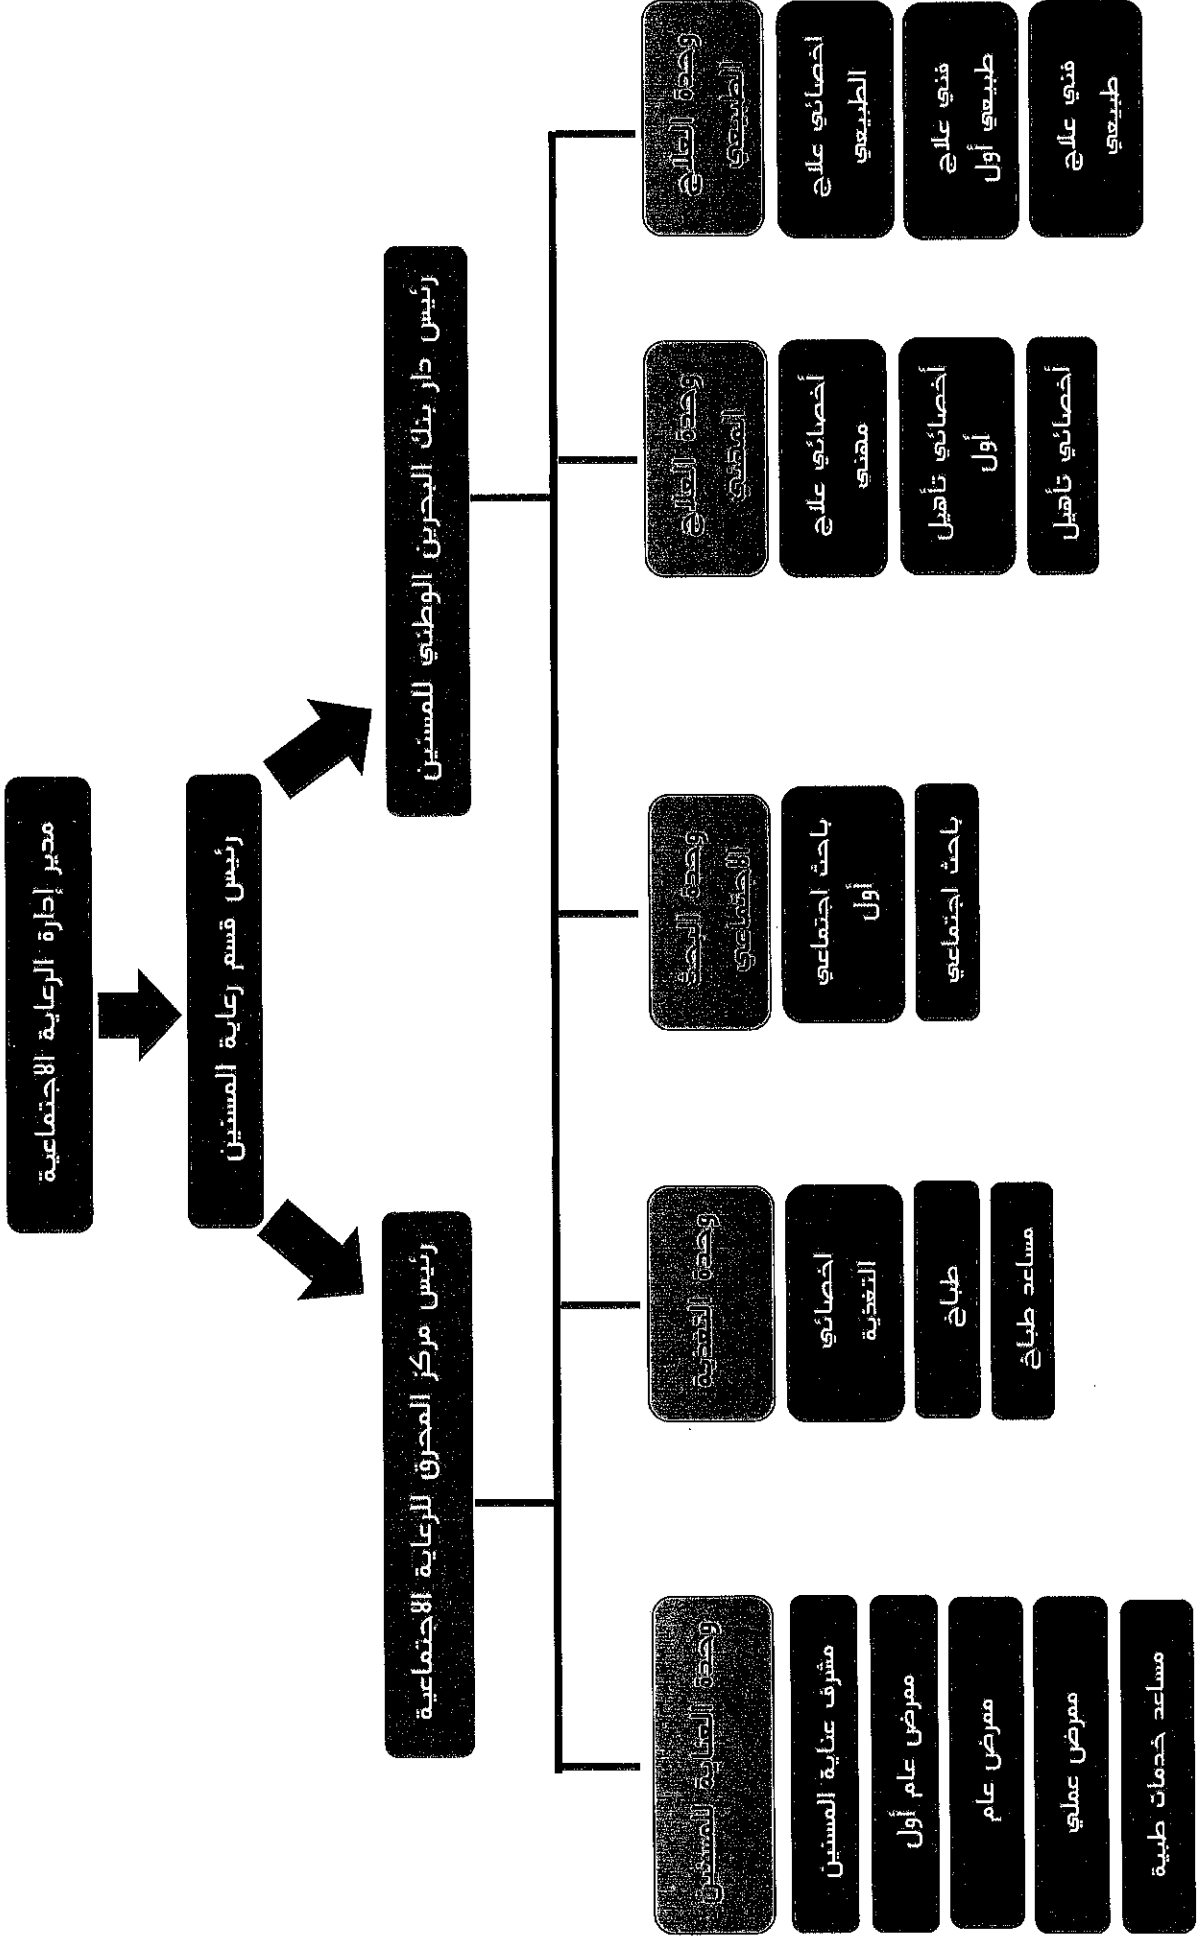 مدير إدارة الرعاية الاجتماعية
رئيس قسم رعاية المسنين
رئيس دار بنك البحرين الوطني للمسنين
رئيس مركز المحرق للرعاية الاجتماعية
وحدة العلاج
الطبيعي
اخصائي علاج
الطبيعي
فني علاج
طبيعي أول
فني علاج
طبيعي
وحدة العلاج
المهني
أخصائي علاج
مهني
أخصائي تأهيل
أول
أخصائي تأهيل
وحدة البحث
الاجتماعي
باحث اجتماعي
أول
باحث اجتماعي
وحدة التغذية
اخصائي
التغذية
طباخ
مساعد طباخ
وحدة العناية للمسنين
مشرف عناية المسنين
ممرض عام أول
ممرض عام
ممرض عملي
مساعد خدمات طبية